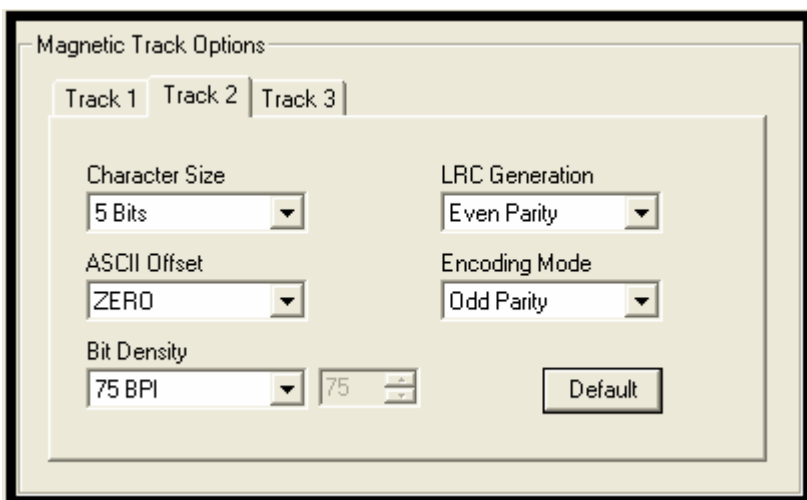 Magnetic Track Options
Track 1 Track 2 Track 3
Character Size LRC Generation
5 Bits Even Parity
ASCII Offset Encoding Mode
ZERO Odd Parity
Bit Density
75 BPI 75 Default